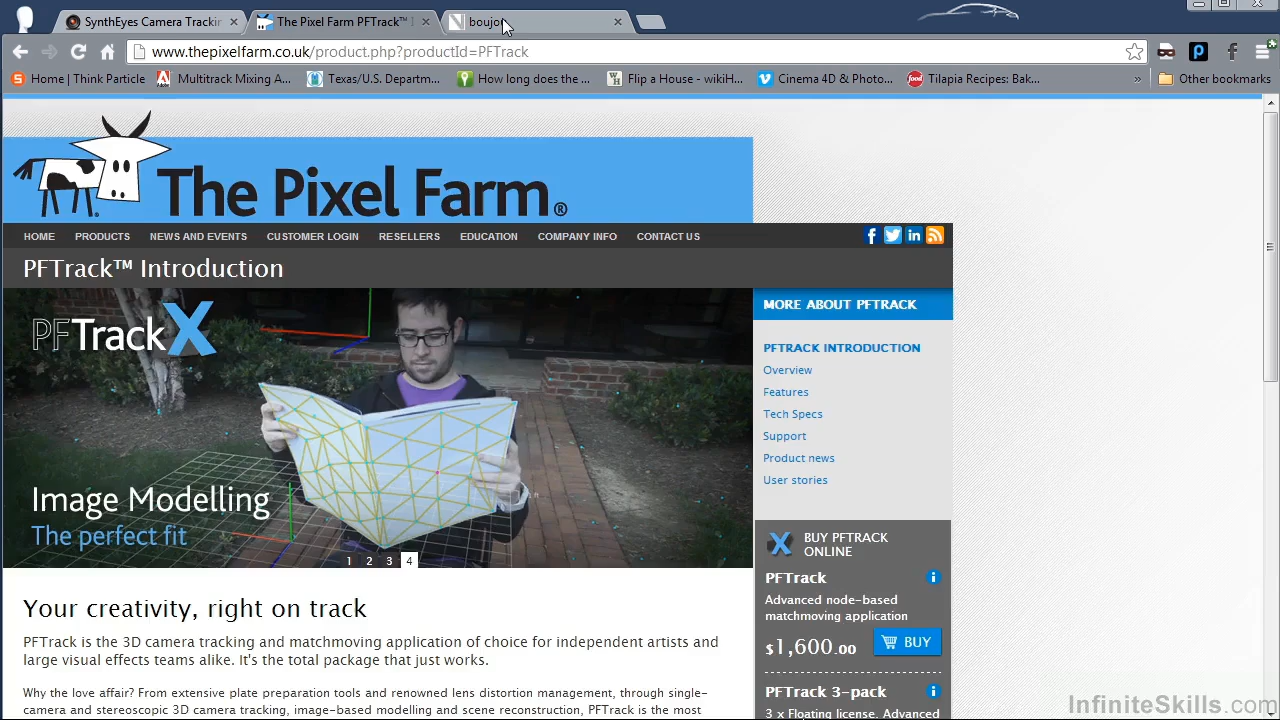 SynthEyes Camera Trackin
The Pixel Farm PFTrack™
boujou
www.thepixelfarm.co.uk/product.php?productId=PFTrack
Home | Think Particle
Multitrack Mixing A...
Texas/U.S. Departm...
How long does the ...
Flip a House - wiiH...
Cinema 4D & Photo...
Tilapia Recipes: Bak...
»
Other bookmarks
The Pixel Farm®
HOME
PRODUCTS
NEWS AND EVENTS
CUSTOMER LOGIN
RESELLERS
EDUCATION
COMPANY INFO
CONTACT US
PFTrack™ Introduction
PFTrackX
Image Modelling
The perfect fit
1 2 3 4
MORE ABOUT PFTRACK
PFTRACK INTRODUCTION
Overview
Features
Tech Specs
Support
Product news
User stories
BUY PFTRACK
ONLINE
PFTrack
Advanced node-based
matchmoving application
$1,600.00
BUY
PFTrack 3-pack
3 x Floating license. Advanced
Your creativity, right on track
PFTrack is the 3D camera tracking and matchmoving application of choice for independent artists and
large visual effects teams alike. It's the total package that just works.
Why the love affair? From extensive plate preparation tools and renowned lens distortion management, through single-
camera and stereoscopic 3D camera tracking, image-based modelling and scene reconstruction, PFTrack is the most
InfiniteSkills.com